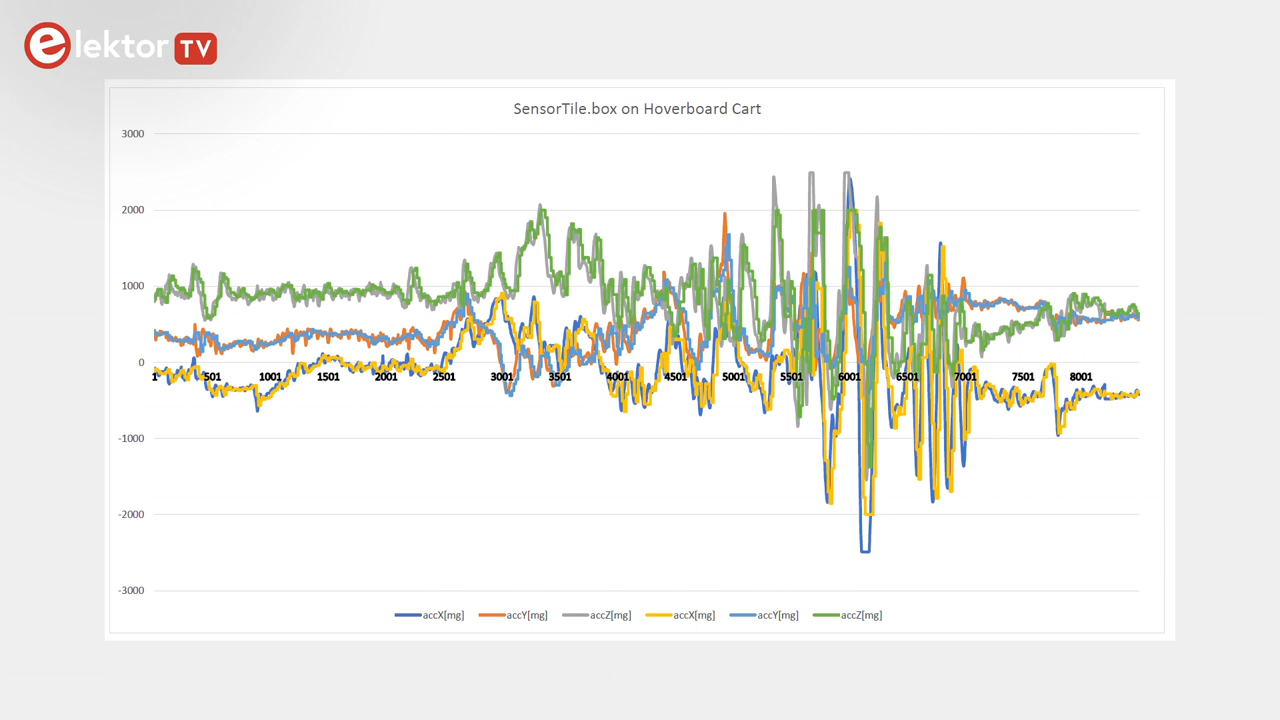 elektor TV
SensorTile.box on Hoverboard Cart
3000
2000
1000
0
-1000
-2000
-3000
1 501 1001 1501 2001 2501 3001 3501 4001 4501 5001 5501 6001 6501 7001 7501 8001
accX[mg] accY[mg] accZ[mg] accX[mg] accY[mg] accZ[mg]